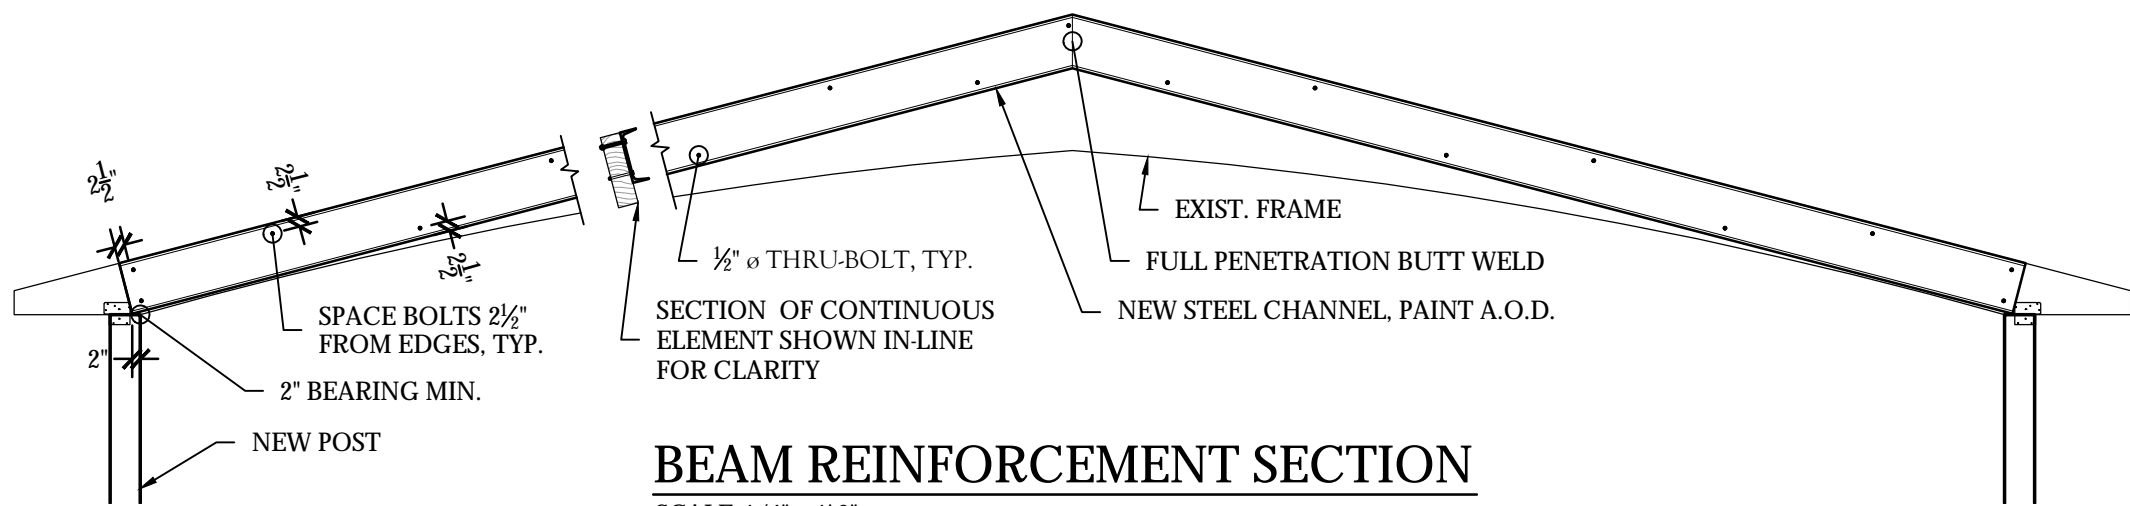 2½"
2½"
2½"
EXIST. FRAME
½" ø THRU-BOLT, TYP.
FULL PENETRATION BUTT WELD
SPACE BOLTS 2½"
FROM EDGES, TYP.
SECTION OF CONTINUOUS
ELEMENT SHOWN IN-LINE
FOR CLARITY
NEW STEEL CHANNEL, PAINT A.O.D.
2"
2" BEARING MIN.
NEW POST
BEAM REINFORCEMENT SECTION